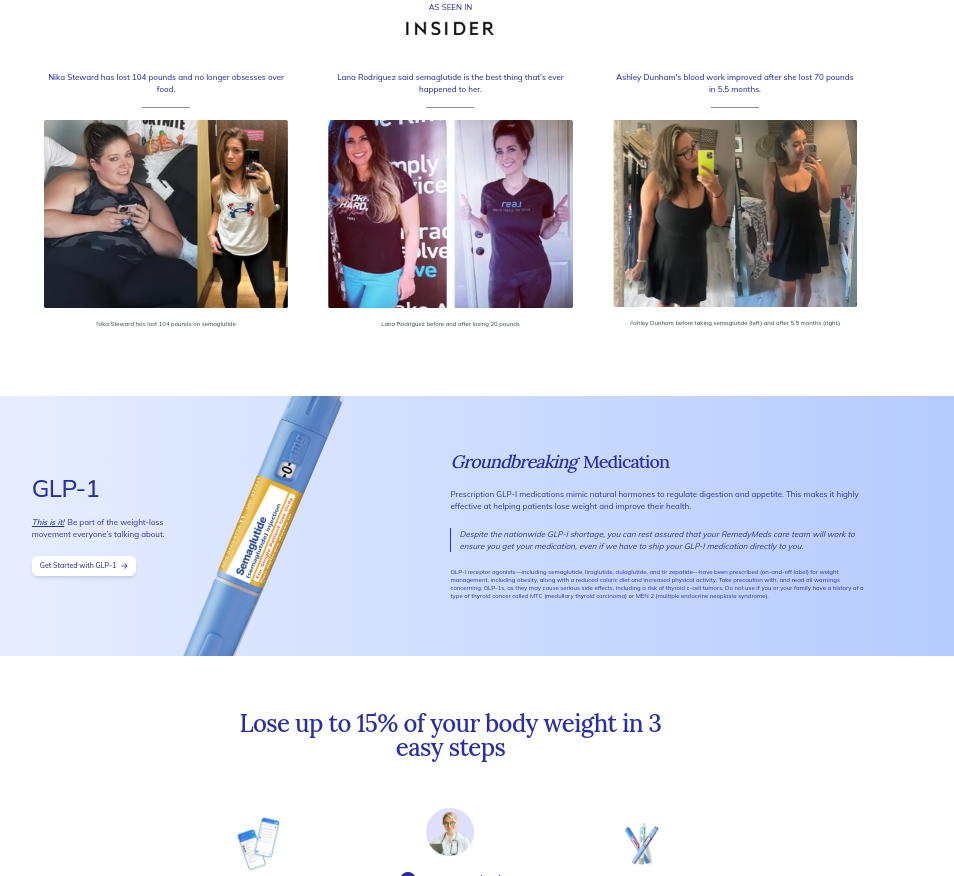 AS SEEN IN
INSIDER
Nika Steward has lost 104 pounds and no longer obsesses over
food.
Lana Rodriguez said semaglutide is the best thing that's ever
happened to her.
Ashley Dunham's blood work improved after she lost 70 pounds
in 5.5 months.
real
Nika Steward has lost 104 pounds on semaglutide
Lana Rodriguez before and after losing 20 pounds
Ashley Dunham before taking semaglutide (left) and after 5.5 months (right)
GLP-1
This is it! Be part of the weight-loss
movement everyone's talking about.
Get Started with GLP-1 →
Semaglutide
(semaglutide) injection
For Single Patient Use Only
Groundbreaking Medication
Prescription GLP-1 medications mimic natural hormones to regulate digestion and appetite. This makes it highly
effective at helping patients lose weight and improve their health.
Despite the nationwide GLP-1 shortage, you can rest assured that your RemedyMeds care team will work to
ensure you get your medication, even if we have to ship your GLP-1 medication directly to you.
GLP-1 receptor agonists—including semaglutide, liraglutide, dulaglutide, and tir zepatide—have been prescribed (on-and-off label) for weight
management, including obesity, along with a reduced caloric diet and increased physical activity. Take precaution with, and read all warnings
concerning, GLP-1s, as they may cause serious side effects, including a risk of thyroid c-cell tumors. Do not use if you or your family have a history of a
type of thyroid cancer called MTC (medullary thyroid carcinoma) or MEN 2 (multiple endocrine neoplasia syndrome).
Lose up to 15% of your body weight in 3
easy steps